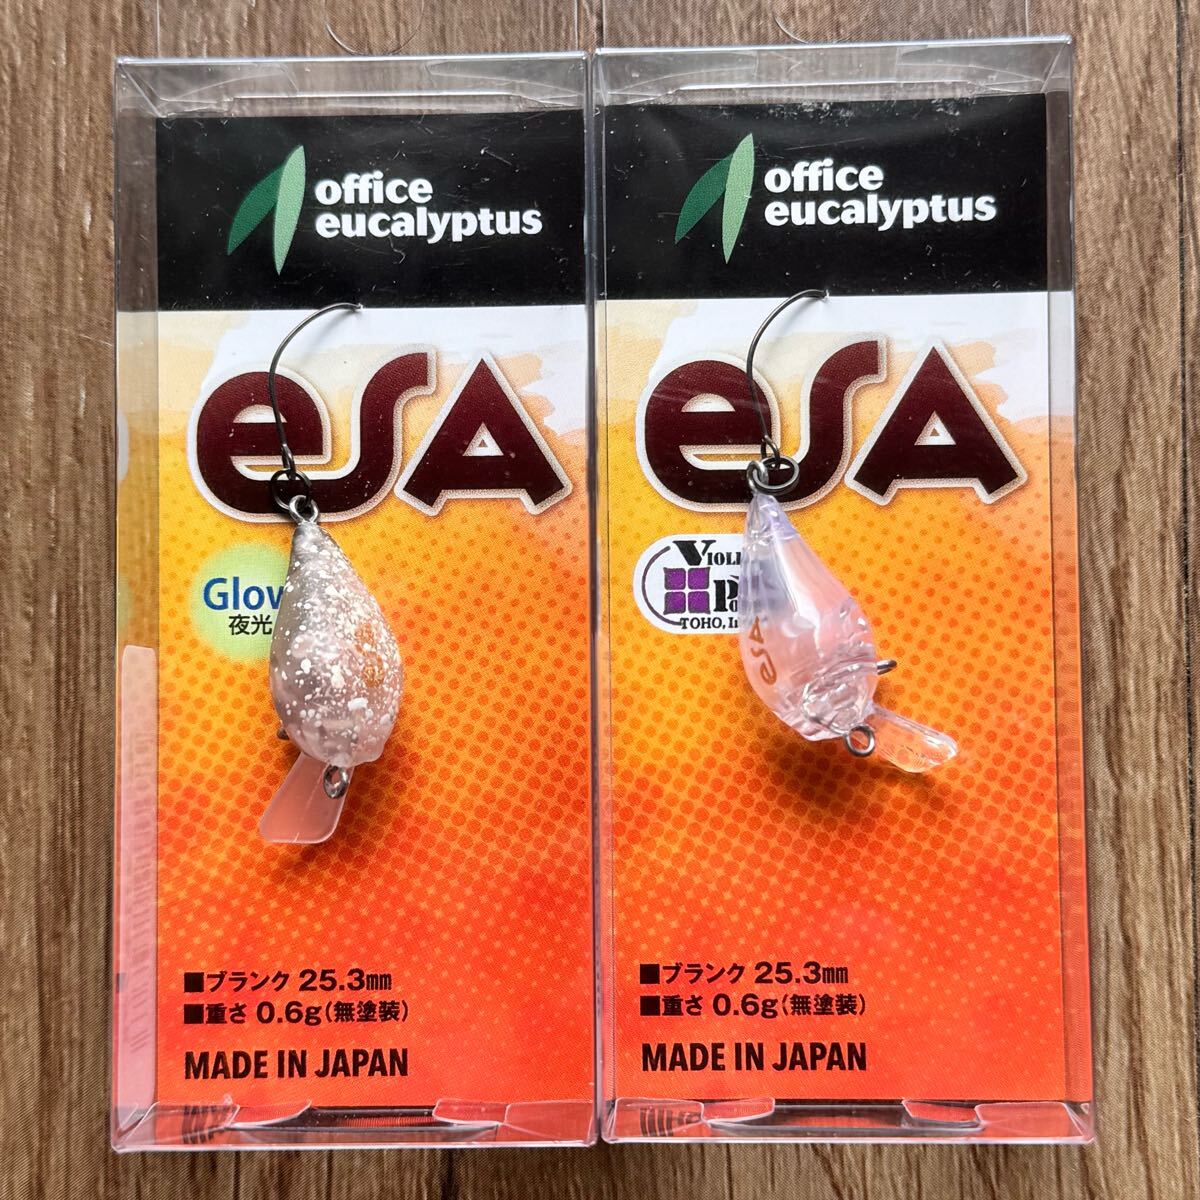 office
eucalyptus
esA
Glow
夜光
■ブランク 25.3mm
■重さ 0.6g(無塗装)
MADE IN JAPAN
office
eucalyptus
esA
TOHO,
esA
■ブランク 25.3mm
■重さ 0.6g(無塗装)
MADE IN JAPAN